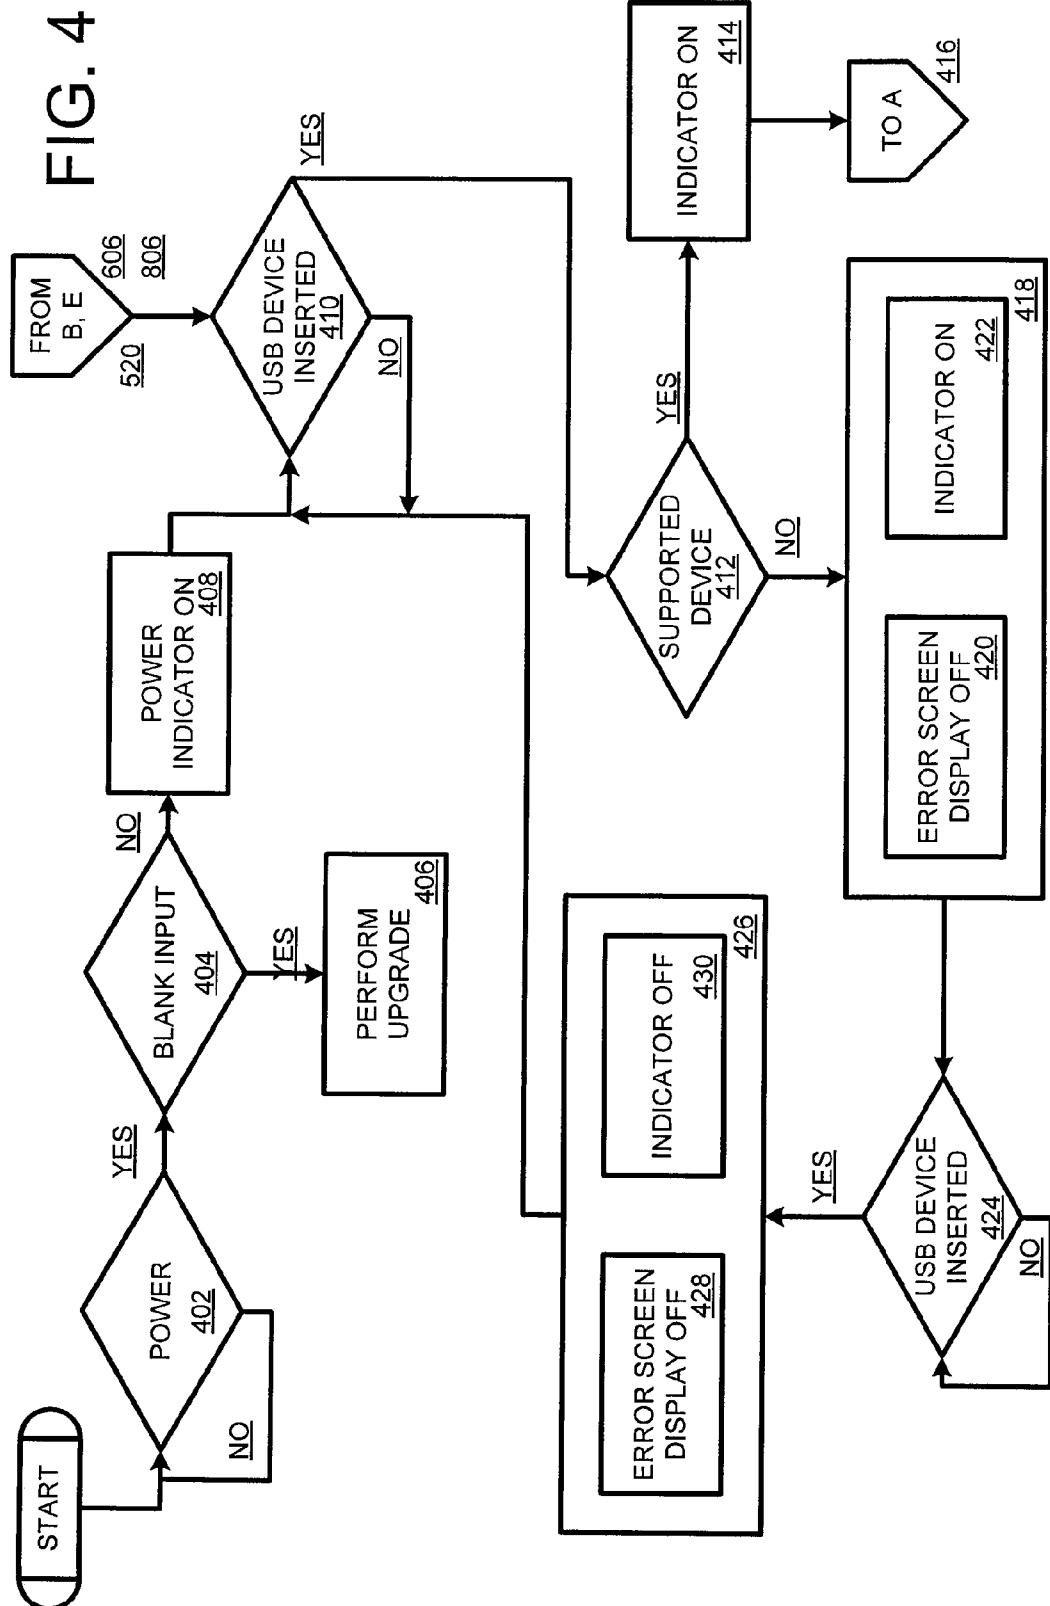 FIG. 4
START
POWER
402
NO
YES
BLANK INPUT
404
YES
NO
PERFORM
UPGRADE
406
POWER
INDICATOR ON
408
FROM
B, E
520
606
806
USB DEVICE
INSERTED
410
NO
YES
SUPPORTED
DEVICE
412
YES
NO
INDICATOR ON
414
TO A
416
ERROR SCREEN
DISPLAY OFF
420
INDICATOR ON
422
418
USB DEVICE
INSERTED
424
NO
YES
ERROR SCREEN
DISPLAY OFF
428
INDICATOR OFF
430
426